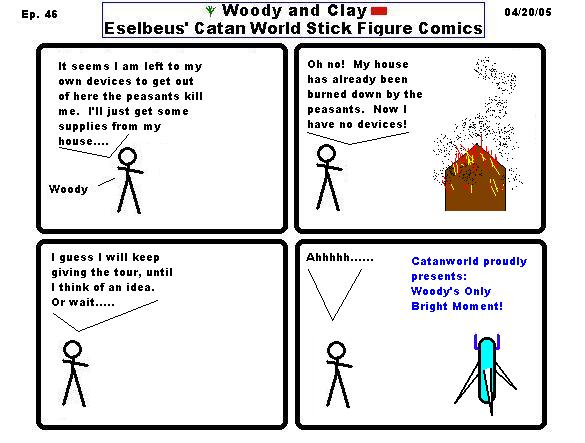 Ep. 46
Woody and Clay
04/20/05
Eselbeus' Catan World Stick Figure Comics
It seems I am left to my
own devices to get out
of here the peasants kill
me. I'll just get some
supplies from my
house....
Woody
Oh no! My house
has already been
burned down by the
peasants. Now I
have no devices!
I guess I will keep
giving the tour, until
I think of an idea.
Or wait.....
Ahhhhh......
Catanworld proudly
presents:
Woody's Only
Bright Moment!